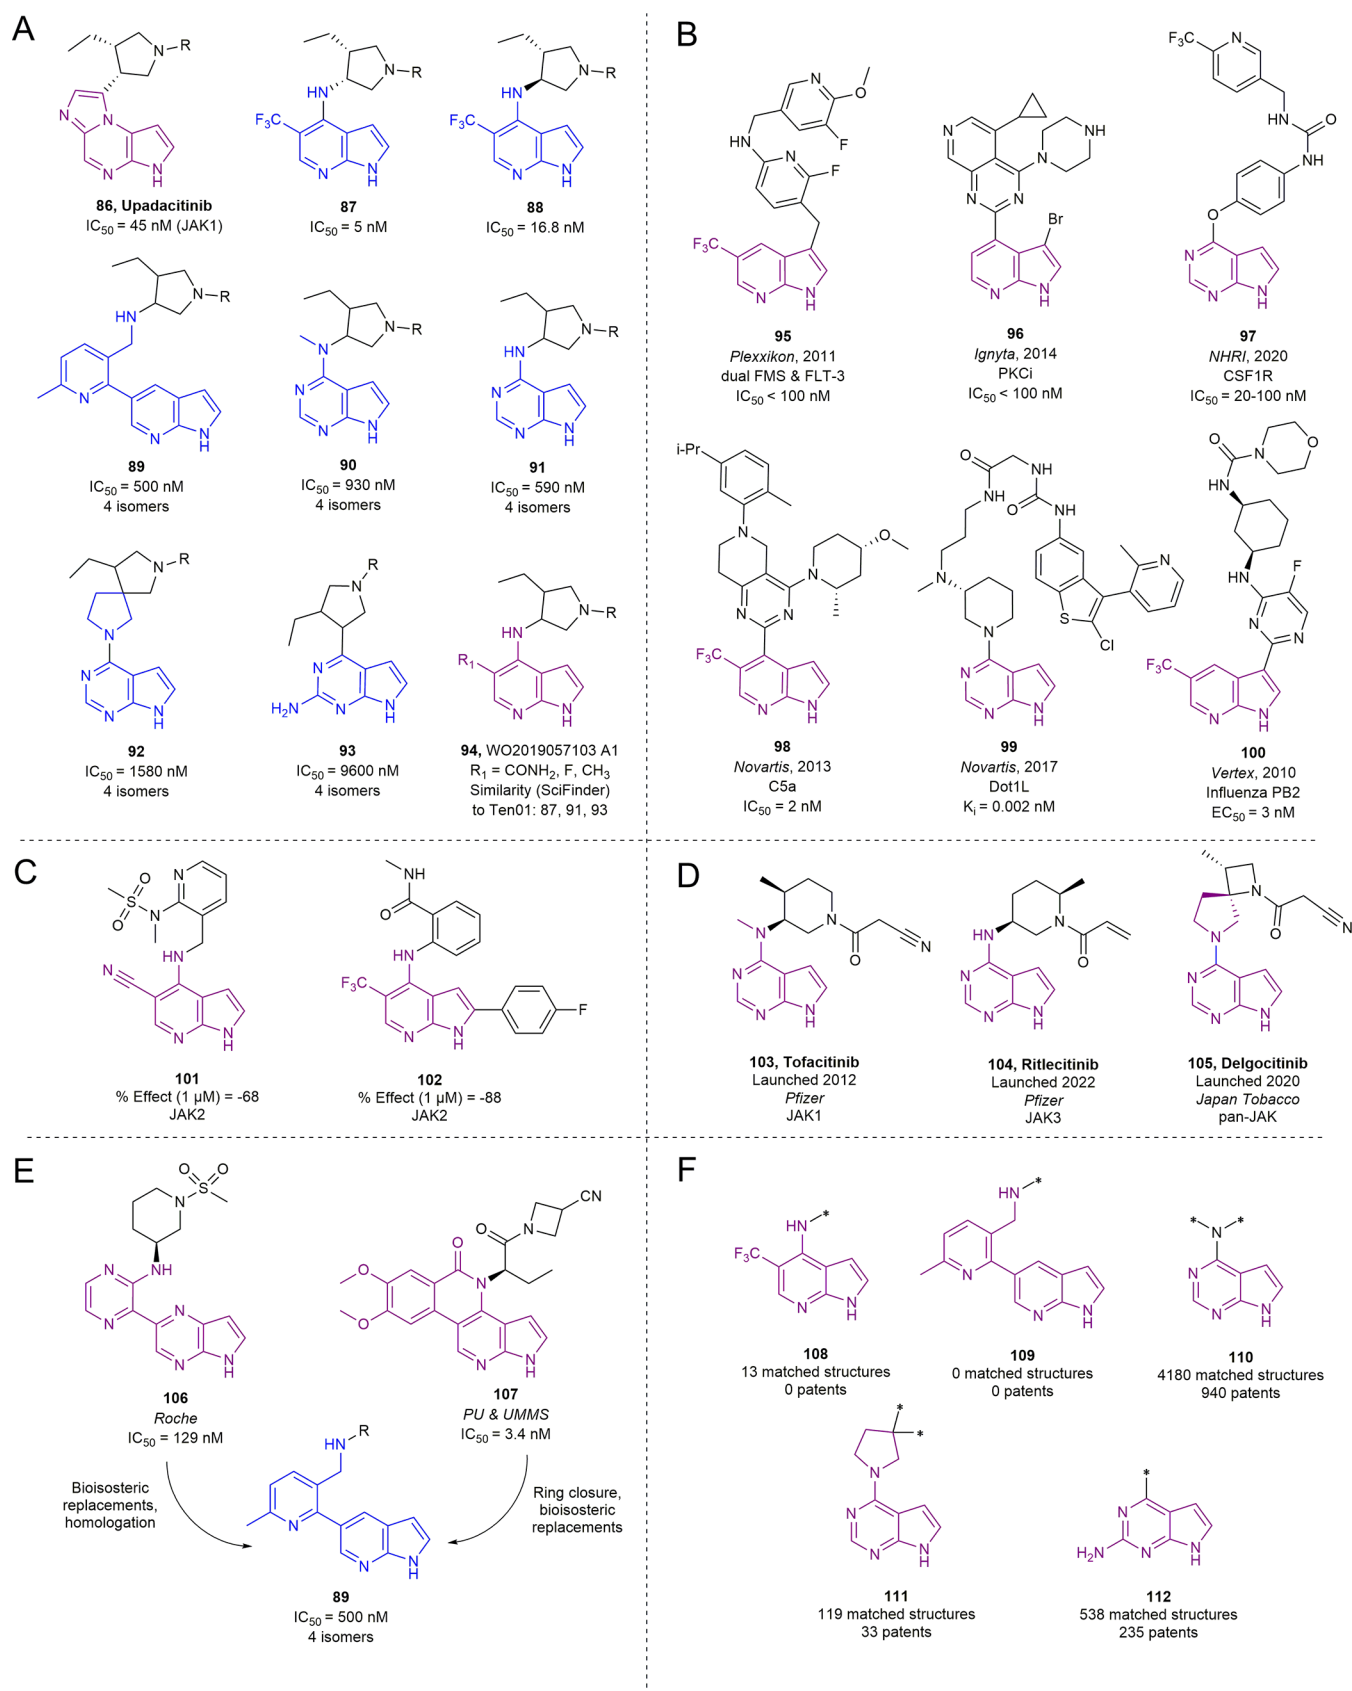 A
86, Upadacitinib
IC50 = 45 nM (JAK1)
87
IC50 = 5 nM
88
IC50 = 16.8 nM
89
IC50 = 500 nM
4 isomers
90
IC50 = 930 nM
4 isomers
91
IC50 = 590 nM
4 isomers
92
IC50 = 1580 nM
4 isomers
93
IC50 = 9600 nM
4 isomers
94, WO2019057103 A1
R1 = CONH2, F, CH3
Similarity (SciFinder)
to Ten01: 87, 91, 93
B
95
Plexxikon, 2011
dual FMS & FLT-3
IC50 < 100 nM
96
Ignyta, 2014
PKCi
IC50 < 100 nM
97
NHRI, 2020
CSF1R
IC50 = 20-100 nM
98
Novartis, 2013
C5a
IC50 = 2 nM
99
Novartis, 2017
Dot1L
Ki = 0.002 nM
100
Vertex, 2010
Influenza PB2
EC50 = 3 nM
C
101
% Effect (1 µM) = -68
JAK2
102
% Effect (1 µM) = -88
JAK2
D
103, Tofacitinib
Launched 2012
Pfizer
JAK1
104, Ritlecitinib
Launched 2022
Pfizer
JAK3
105, Delgocitinib
Launched 2020
Japan Tobacco
pan-JAK
E
106
Roche
IC50 = 129 nM
107
PU & UMMS
IC50 = 3.4 nM
Bioisosteric
replacements,
homologation
Ring closure,
bioisosteric
replacements
89
IC50 = 500 nM
4 isomers
F
108
13 matched structures
0 patents
109
0 matched structures
0 patents
110
4180 matched structures
940 patents
111
119 matched structures
33 patents
112
538 matched structures
235 patents